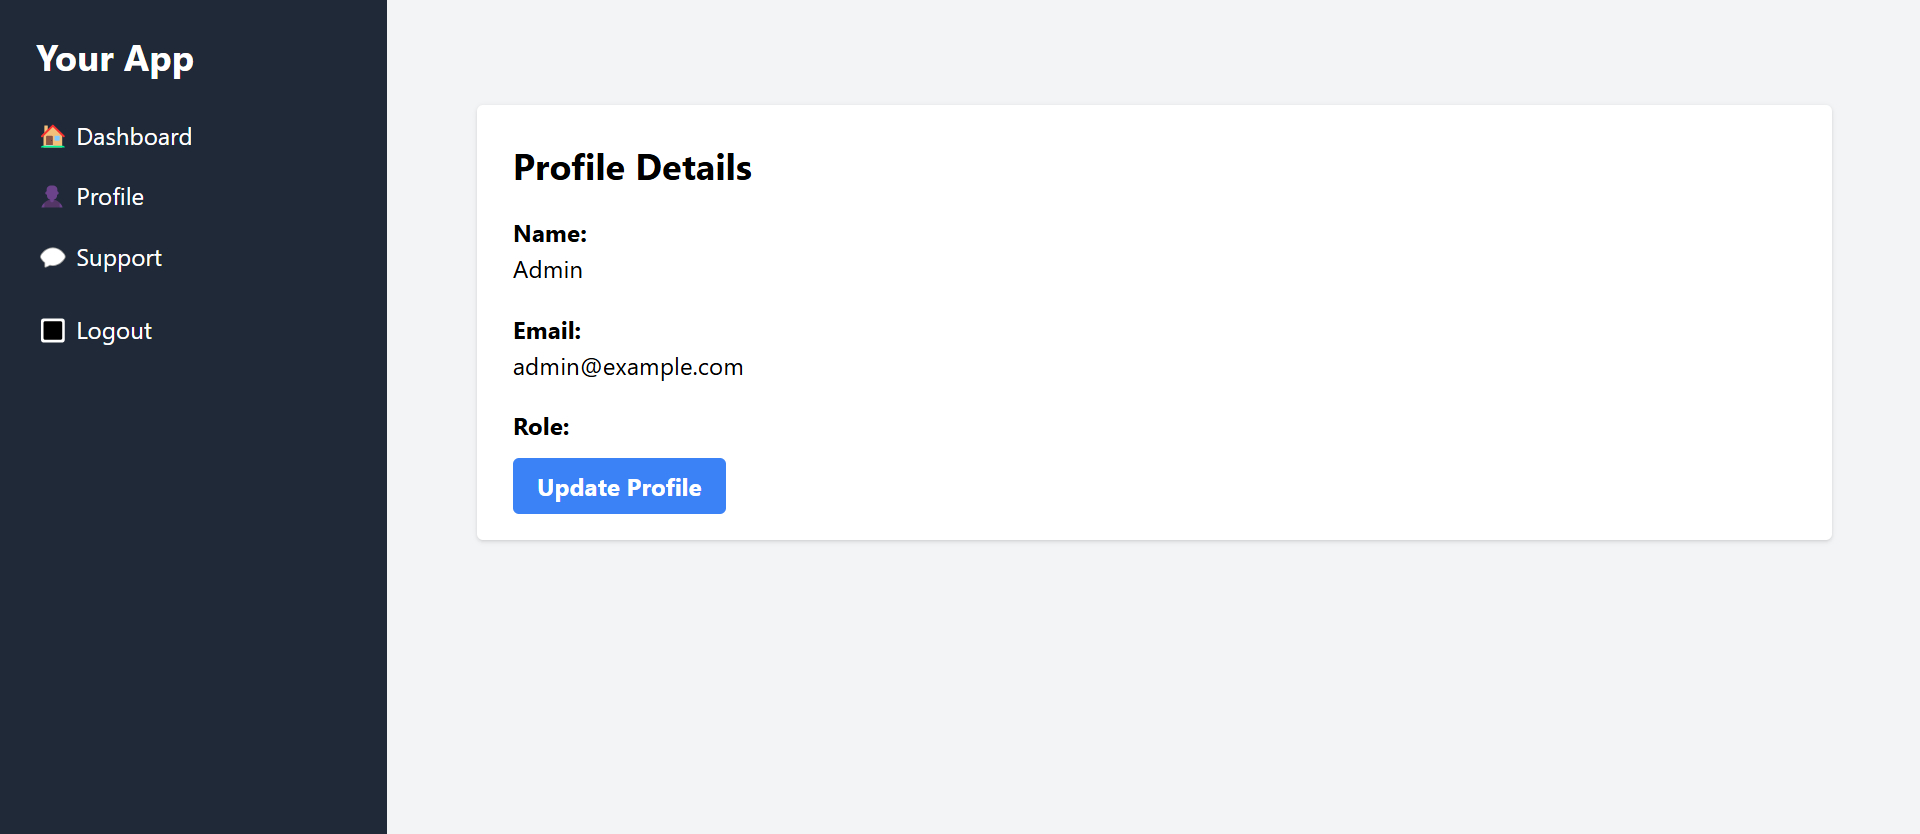 Your App
Dashboard
Profile
Support
Logout
Profile Details
Name:
Admin
Email:
admin@example.com
Role:
Update Profile